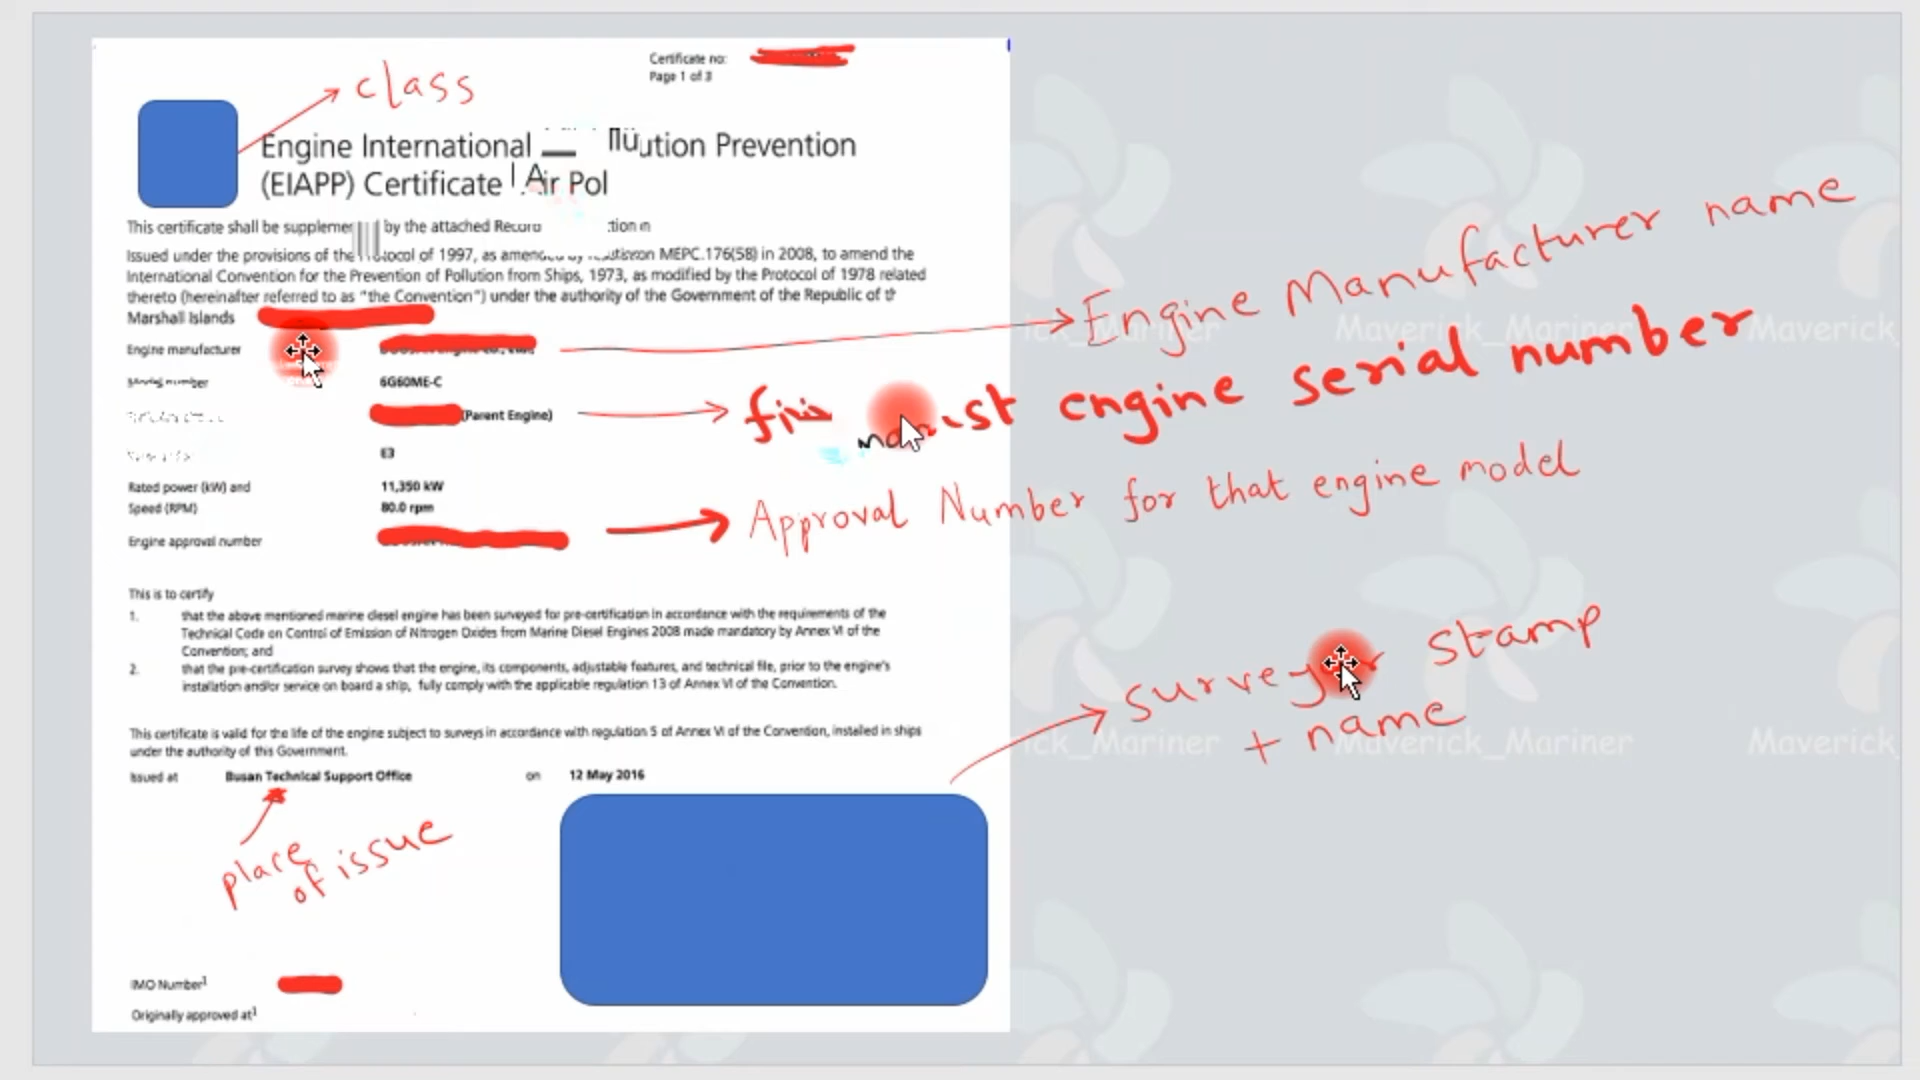 Certificate no:
Page 1 of 3
class
Engine International ution Prevention
(EIAPP) Certificate Air Pol
This certificate shall be supplemen by the attached Record
Issued under the provisions of the Protocol of 1997, as amended by resolution MEPC.176(58) in 2008, to amend the
International Convention for the Prevention of Pollution from Ships, 1973, as modified by the Protocol of 1978 related
thereto (hereinafter referred to as "the Convention") under the authority of the Government of the Republic of th
Marshall Islands
Engine manufacturer
Engine Manufacturer name
Model number 6G60ME-C
(Parent Engine)
engine serial number
E3
Rated power (kW) and 11,350 kW
Speed (RPM) 80.0 rpm
Engine approval number
Approval Number for that engine model
This is to certify
1. that the above mentioned marine diesel engine has been surveyed for pre-certification in accordance with the requirements of the
Technical Code on Control of Emission of Nitrogen Oxides from Marine Diesel Engines 2008 made mandatory by Annex VI of the
Convention; and
2. that the pre-certification survey shows that the engine, its components, adjustable features, and technical file, prior to the engine's
installation and/or service on board a ship, fully comply with the applicable regulation 13 of Annex VI of the Convention.
surveyor stamp
+ name
This certificate is valid for the life of the engine subject to surveys in accordance with regulation 5 of Annex VI of the Convention, installed in ships
under the authority of this Government.
Issued at Busan Technical Support Office on 12 May 2016
place
of issue
IMO Number1
Originally approved at1
Maverick_Mariner
Maverick
ck_Mariner
Maverick_Mariner
Maverick